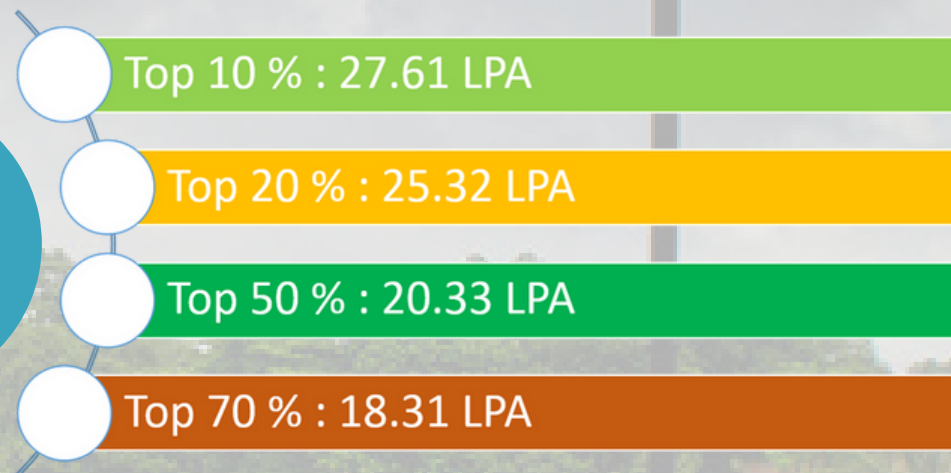 Top 10 % : 27.61 LPA
Top 20 % : 25.32 LPA
Top 50 % : 20.33 LPA
Top 70 % : 18.31 LPA